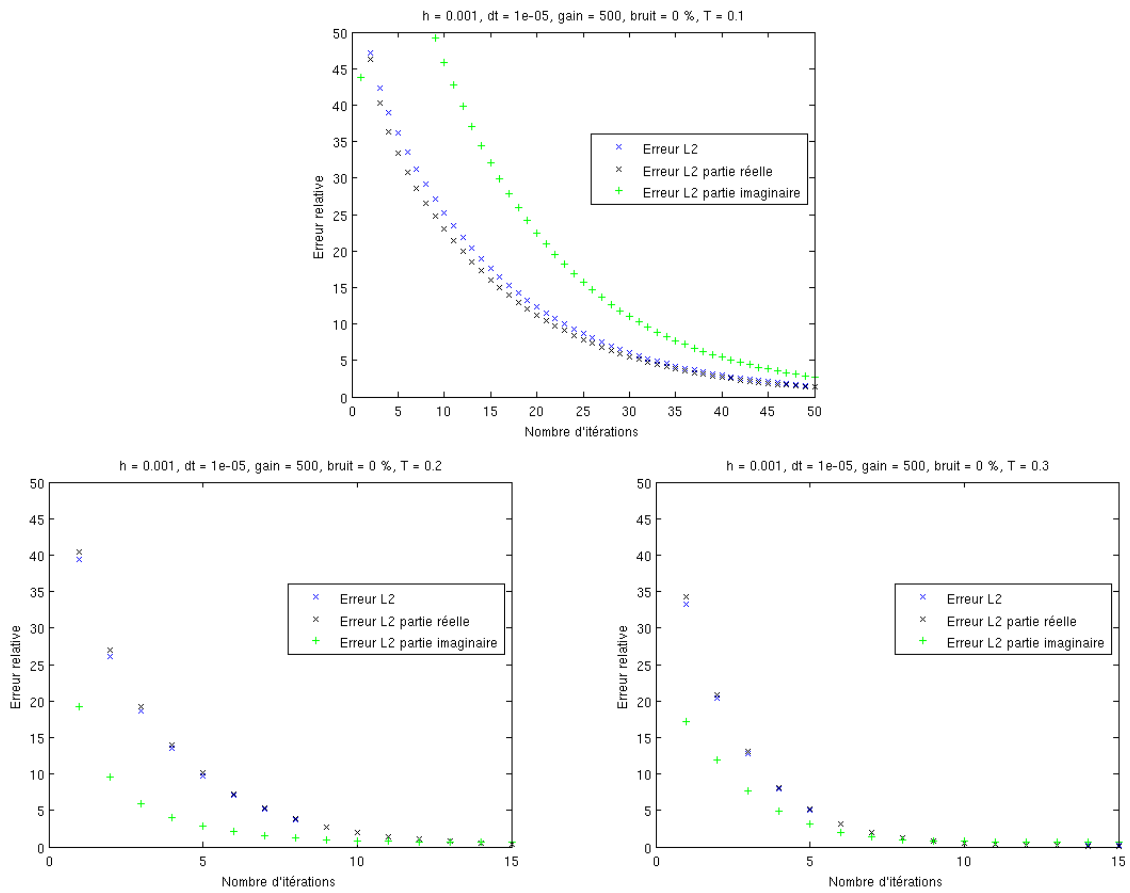 h = 0.001, dt = 1e-05, gain = 500, bruit = 0 %, T = 0.1
50
45
40
35
30
25
20
15
10
5
0
Erreur relative
Erreur L2
Erreur L2 partie réelle
Erreur L2 partie imaginaire
0 5 10 15 20 25 30 35 40 45 50
Nombre d'itérations
h = 0.001, dt = 1e-05, gain = 500, bruit = 0 %, T = 0.2
50
45
40
35
30
25
20
15
10
5
0
Erreur relative
Erreur L2
Erreur L2 partie réelle
Erreur L2 partie imaginaire
0 5 10 15
Nombre d'itérations
h = 0.001, dt = 1e-05, gain = 500, bruit = 0 %, T = 0.3
50
45
40
35
30
25
20
15
10
5
0
Erreur relative
Erreur L2
Erreur L2 partie réelle
Erreur L2 partie imaginaire
0 5 10 15
Nombre d'itérations